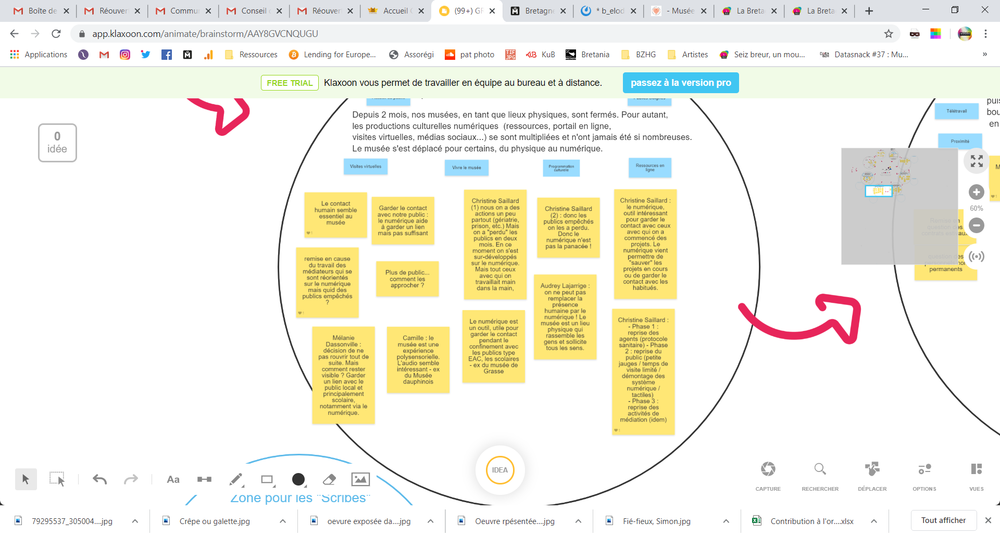 Boîte de
Réouver
Commu
Conseil d
Réouver
Accueil
(99+) GF
Bretagne
* b_elod
- Musée
La Breta
La Breta
app.klaxoon.com/animate/brainstorm/AAY8GVCNQUGU
Applications
Ressources
Lending for Europe...
Assorégi
pat photo
KuB
Bretania
BZHG
Artistes
Seiz breur, un mou...
Datasnack #37 : Mu...
FREE TRIAL
Klaxoon vous permet de travailler en équipe au bureau et à distance.
passez à la version pro
0
idée
Depuis 2 mois, nos musées, en tant que lieux physiques, sont fermés. Pour autant,
les productions culturelles numériques (ressources, portail en ligne,
visites virtuelles, médias sociaux...) se sont multipliées et n'ont jamais été si nombreuses.
Le musée s'est déplacé pour certains, du physique au numérique.
Visites virtuelles
Vivre le musée
Programmation
culturelle
Ressources en
ligne
Le contact
humain semble
essentiel au
musée
1
Garder le contact
avec notre public :
le numérique aide
à garder un lien
mais pas suffisant
Christine Saillard
(1) nous on a des
actions un peu
partout (gériatrie,
prison, etc.) Mais
on a "perdu" les
publics en deux
mois. En ce
moment on s'est
sur-développés
sur le numérique.
Mais tout ceux
avec qui on
travaillait main
dans la main,
Christine Saillard
(2) : donc les
publics empêchés
on les a perdu.
Donc le
numérique n'est
pas la panacée !
Christine Saillard :
le numérique,
outil intéressant
pour garder le
contact avec ceux
avec qui on a
commencé des
projets. Le
numérique vient
permettre de
"sauver" les
projets en cours
ou de garder le
contact avec les
habitués.
remise en cause
du travail des
médiateurs qui se
sont réorientés
sur le numérique
mais quid des
publics empêchés
?
1
Plus de public...
comment les
approcher ?
Audrey Lajarrige :
on ne peut pas
remplacer la
présence
humaine par le
numérique ! Le
musée est un lieu
physique qui
rassemble les
gens et sollicite
tous les sens.
Mélanie
Dassonville :
décision de ne
pas rouvrir tout de
suite. Mais
comment rester
visible ? Garder
un lien avec le
public local et
principalement
scolaire,
notamment via le
numérique.
Camille : le
musée est une
expérience
polysensorielle.
L'audio semble
intéressant - ex
du Musée
dauphinois
Le numérique est
un outil, utile pour
garder le contact
pendant le
confinement avec
les publics type
EAC, les scolaires
- ex du musée de
Grasse
Christine Saillard :
- Phase 1 :
reprise des
agents (protocole
sanitaire) - Phase
2 : reprise du
public (petite
jauges / temps de
visite limité /
démontage des
système
numérique /
tactiles)
- Phase 3 :
reprise des
activités de
médiation (idem)
1
Télétravail
Proximité
puis
bou
en
M
1
60%
Remise en
question des
question des
permanents
Zone pour les "Scribes"
Aa
IDEA
CAPTURE
RECHERCHER
DÉPLACER
OPTIONS
VUES
79295537_305004....jpg
Crêpe ou galette.jpg
oevure exposée da....jpg
Oeuvre rpésentée....jpg
Fié-fieux, Simon.jpg
Contribution à l'or....xlsx
Tout afficher